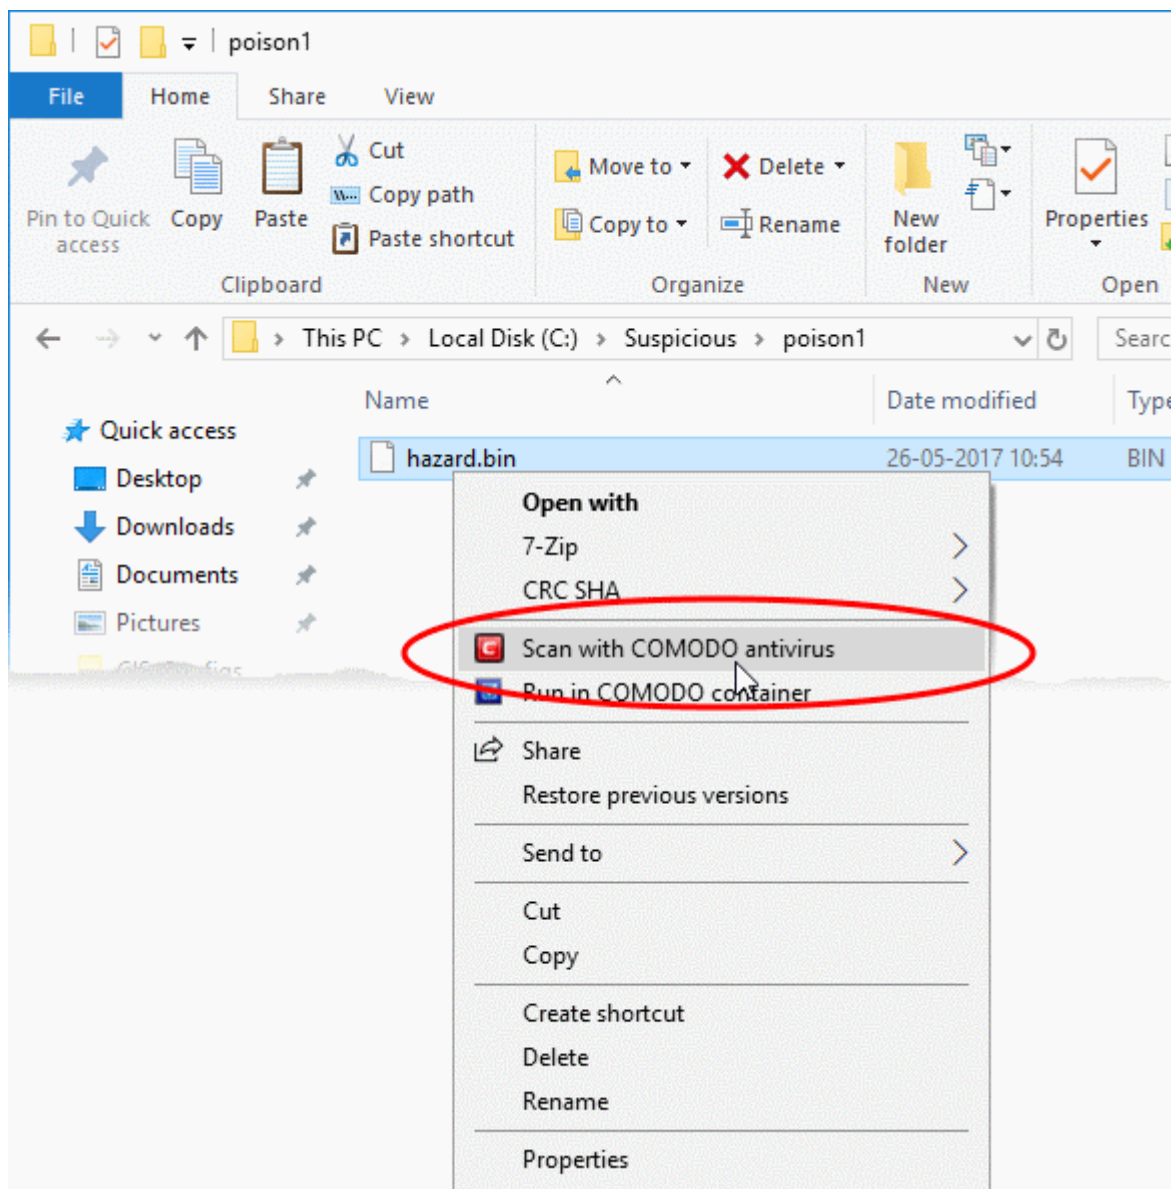 poison1
File Home Share View
Cut
Copy path
Paste shortcut
Pin to Quick access
Copy
Paste
Clipboard
Move to
Copy to
Delete
Rename
Organize
New folder
New
Properties
Open
This PC > Local Disk (C:) > Suspicious > poison1
Name Date modified
Quick access
Desktop
Downloads
Documents
Pictures
hazard.bin 26-05-2017 10:54 BIN
Open with
7-Zip
CRC SHA
Scan with COMODO antivirus
Run in COMODO container
Share
Restore previous versions
Send to
Cut
Copy
Create shortcut
Delete
Rename
Properties